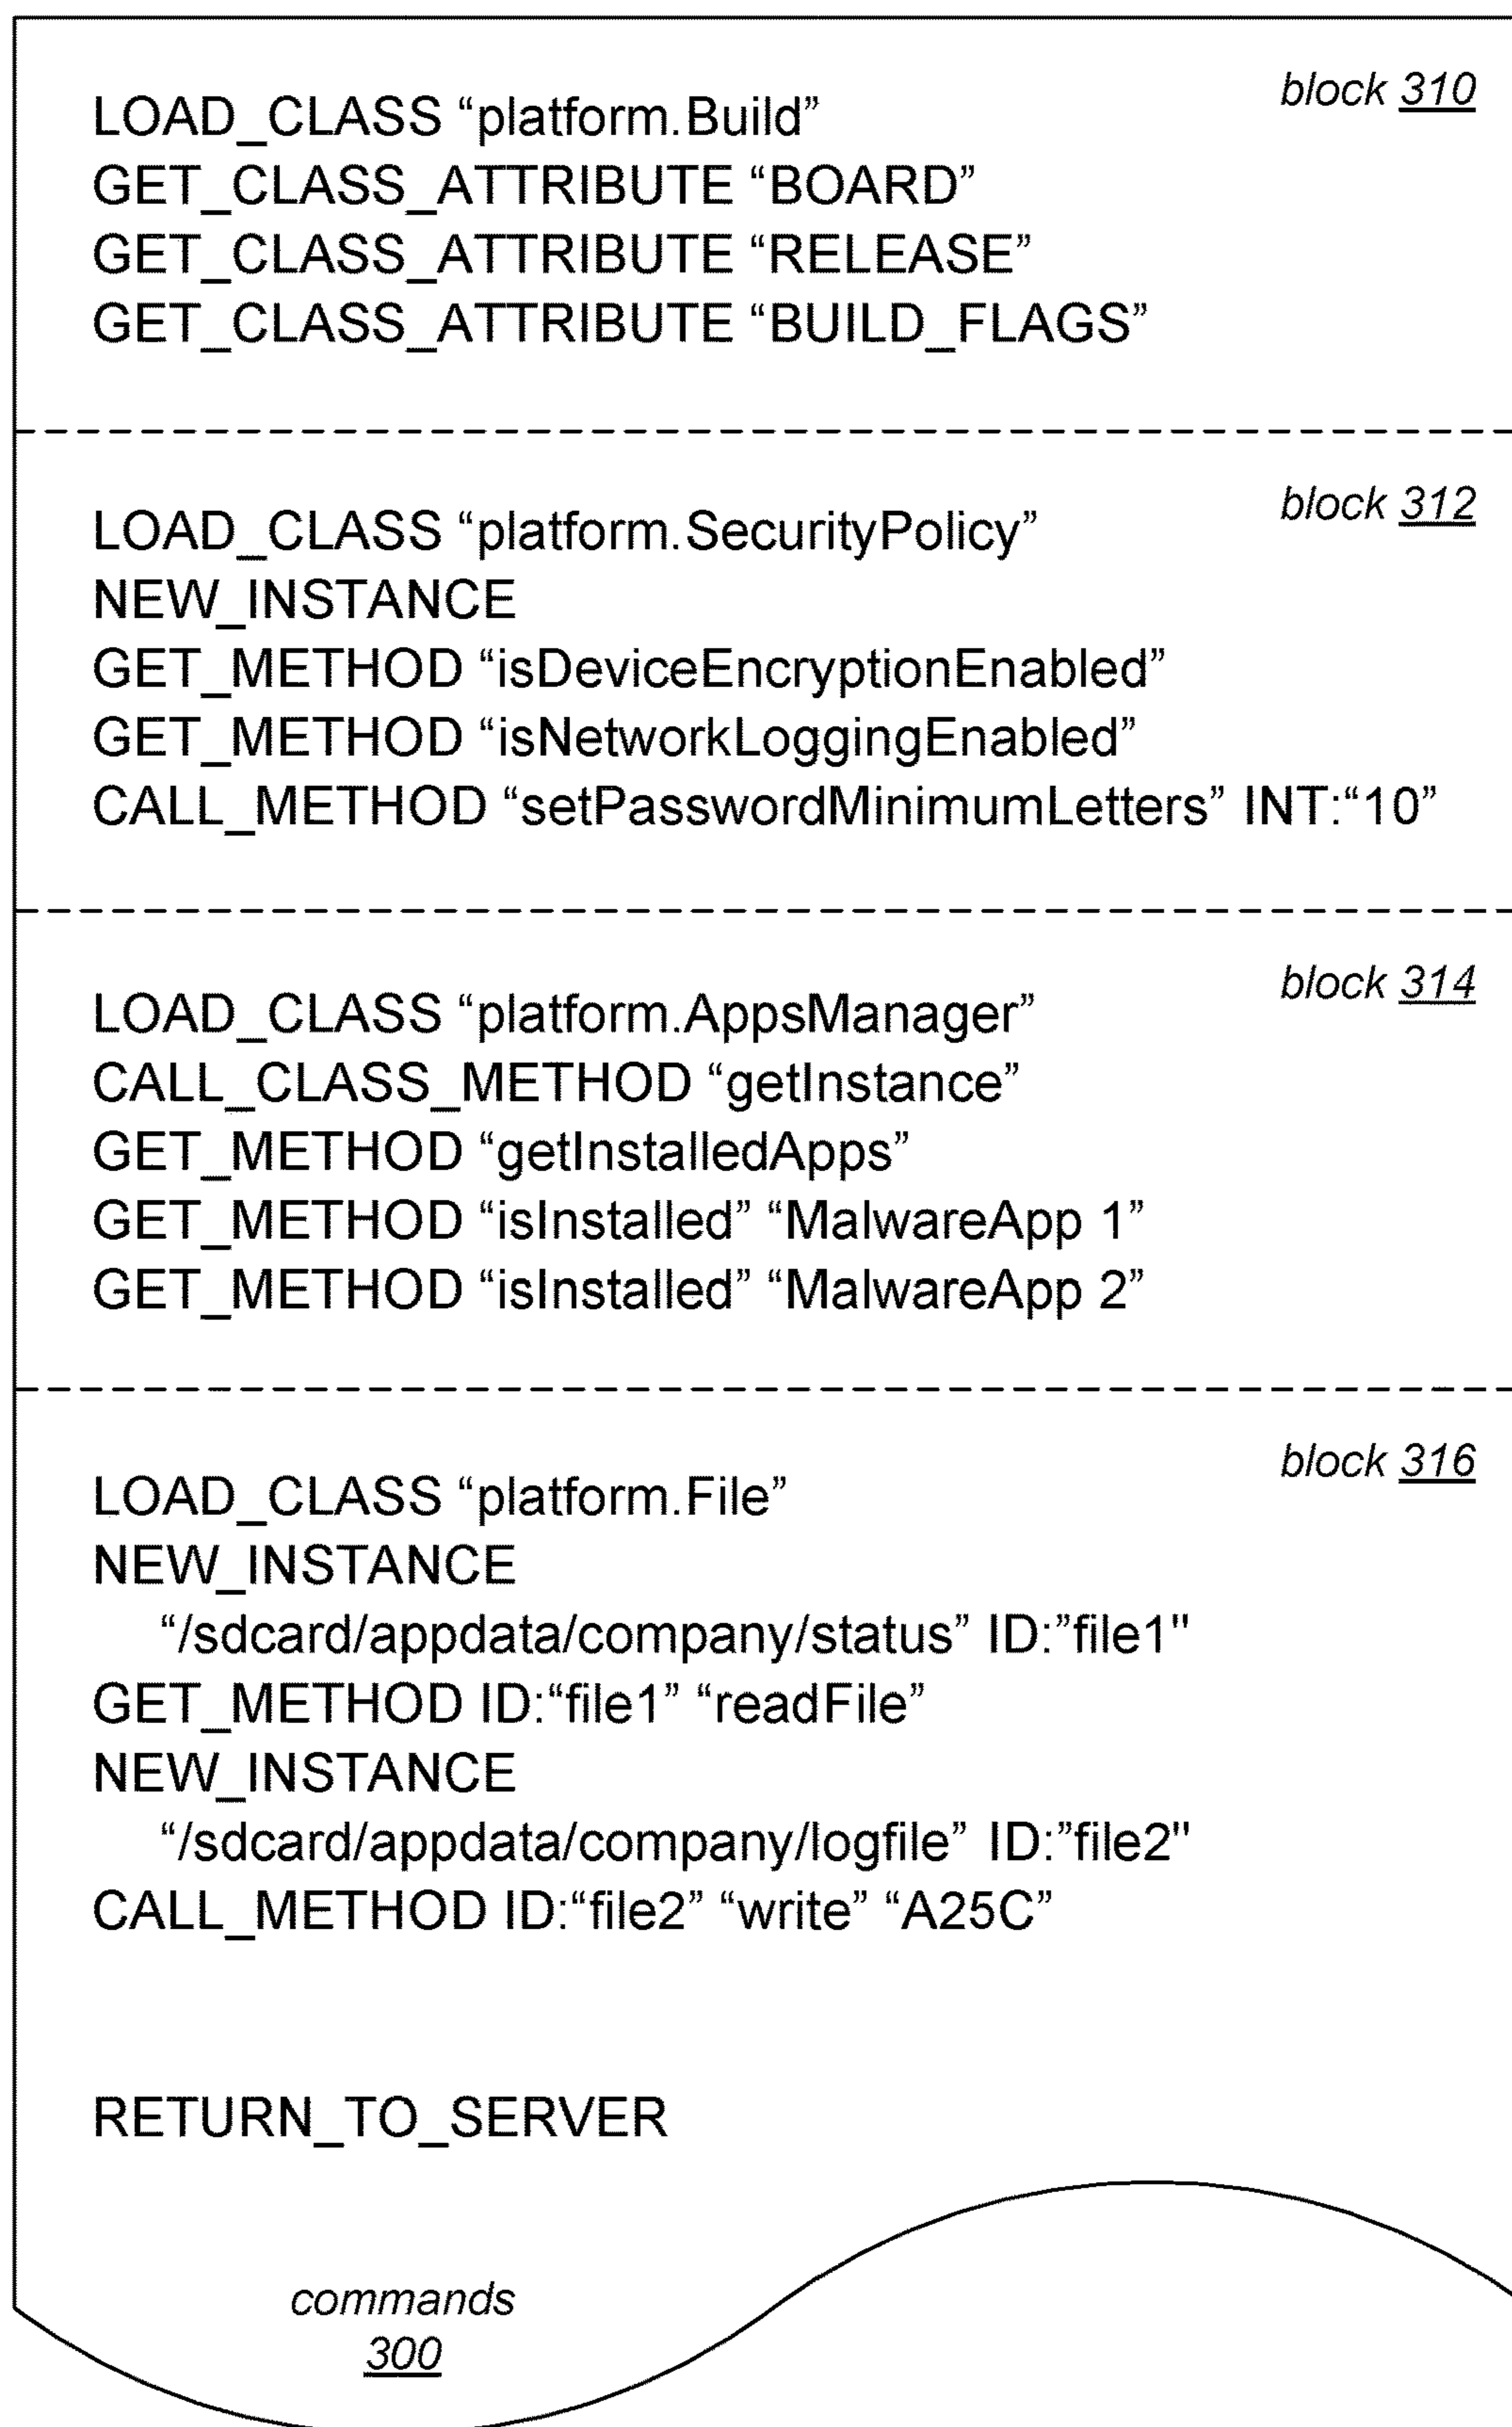 block 310
LOAD_CLASS “platform.Build”
GET_CLASS_ATTRIBUTE “BOARD”
GET_CLASS_ATTRIBUTE “RELEASE”
GET_CLASS_ATTRIBUTE “BUILD_FLAGS”
block 312
LOAD_CLASS “platform.SecurityPolicy”
NEW_INSTANCE
GET_METHOD “isDeviceEncryptionEnabled”
GET_METHOD “isNetworkLoggingEnabled”
CALL_METHOD “setPasswordMinimumLetters” INT:“10”
block 314
LOAD_CLASS “platform.AppsManager”
CALL_CLASS_METHOD “getInstance”
GET_METHOD “getInstalledApps”
GET_METHOD “isInstalled” “MalwareApp 1”
GET_METHOD “isInstalled” “MalwareApp 2”
block 316
LOAD_CLASS “platform.File”
NEW_INSTANCE
“/sdcard/appdata/company/status” ID:”file1"
GET_METHOD ID:“file1” “readFile”
NEW_INSTANCE
“/sdcard/appdata/company/logfile” ID:”file2"
CALL_METHOD ID:“file2” “write” “A25C”
RETURN_TO_SERVER
commands
300